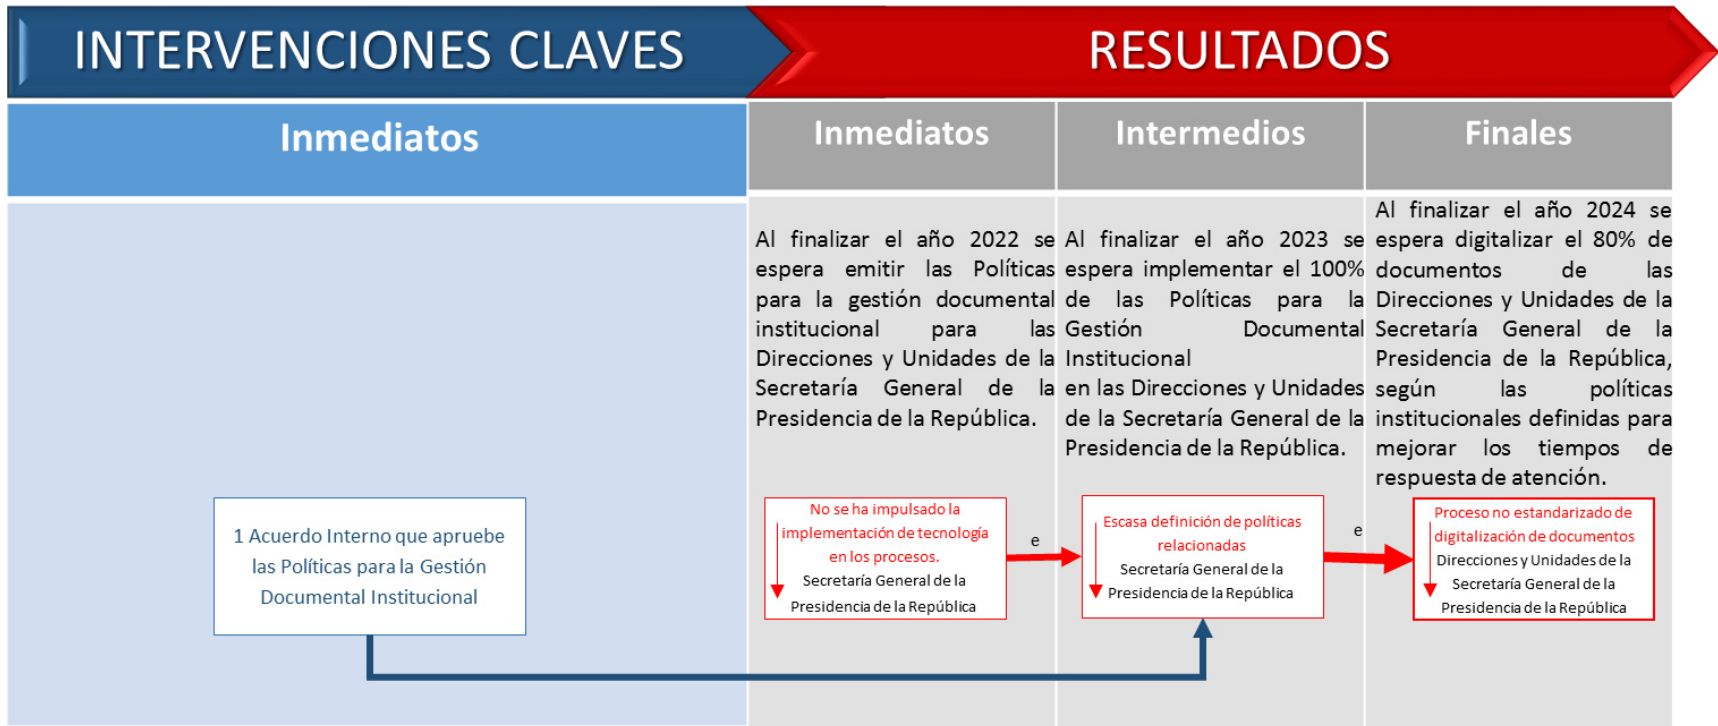 INTERVENCIONES CLAVES
RESULTADOS
Inmediatos
Inmediatos
Intermedios
Finales
Al finalizar el año 2022 se
espera emitir las Políticas
para la gestión documental
institucional para las
Direcciones y Unidades de la
Secretaría General de la
Presidencia de la República.
Al finalizar el año 2023 se
espera implementar el 100%
de las Políticas para la
Gestión Documental
Institucional
en las Direcciones y Unidades
de la Secretaría General de la
Presidencia de la República.
Al finalizar el año 2024 se
espera digitalizar el 80% de
documentos de las
Direcciones y Unidades de la
Secretaría General de la
Presidencia de la República,
según las políticas
institucionales definidas para
mejorar los tiempos de
respuesta de atención.
1 Acuerdo Interno que apruebe
las Políticas para la Gestión
Documental Institucional
No se ha impulsado la
implementación de tecnología
en los procesos.
Secretaría General de la
Presidencia de la República
e
Escasa definición de políticas
relacionadas
Secretaría General de la
Presidencia de la República
e
Proceso no estandarizado de
digitalización de documentos
Direcciones y Unidades de la
Secretaría General de la
Presidencia de la República